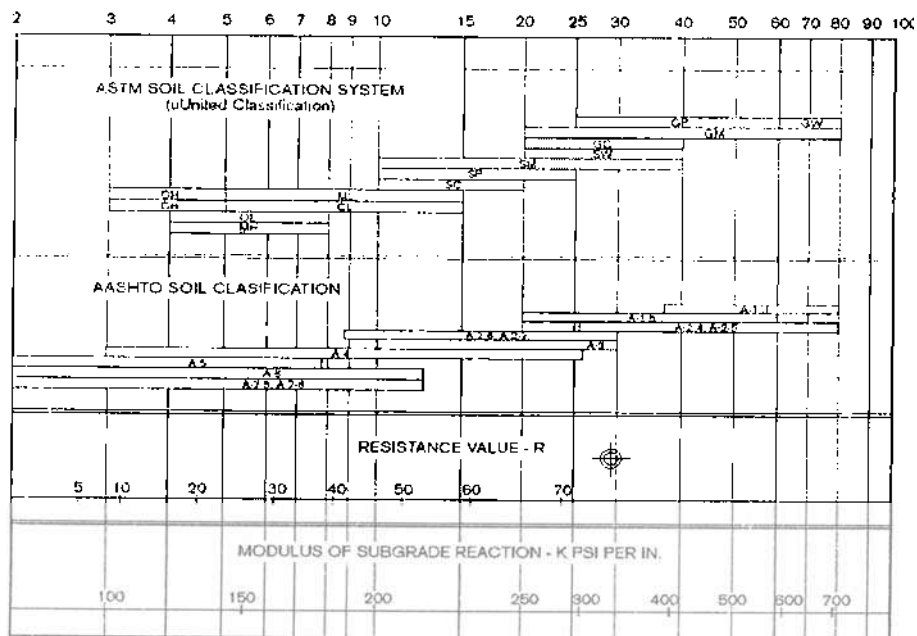 2 3 4 5 6 7 8 9 10 15 20 25 30 40 50 60 70 80 90 100
ASTM SOIL CLASSIFICATION SYSTEM
(uUnited Classification)
GP GW
GM
GC
SW
SM
SP
SC
OH ML
CH CL
OL
MH
AASHTO SOIL CLASIFICATION
A-1-b
A-2-4, A-2-5
A-2-6, A-2-7
A-3
A-4
A-5
A-6
A-7-5, A-7-6
RESISTANCE VALUE - R
5 10 20 30 40 50 60 70
MODULUS OF SUBGRADE REACTION - K PSI PER IN.
100 150 200 250 300 400 500 600 700